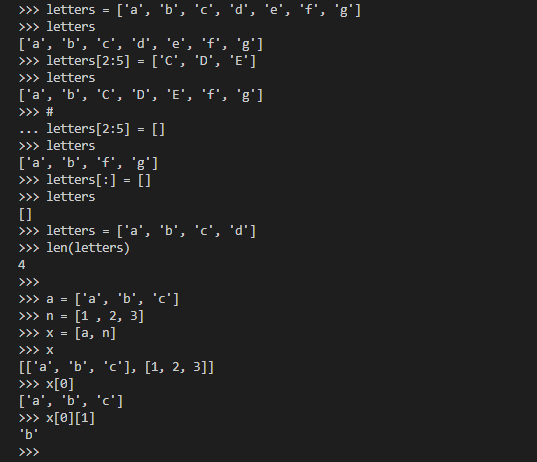 >>> letters = ['a', 'b', 'c', 'd', 'e', 'f', 'g']
>>> letters
['a', 'b', 'c', 'd', 'e', 'f', 'g']
>>> letters[2:5] = ['C', 'D', 'E']
>>> letters
['a', 'b', 'C', 'D', 'E', 'f', 'g']
>>> #
... letters[2:5] = []
>>> letters
['a', 'b', 'f', 'g']
>>> letters[:] = []
>>> letters
[]
>>> letters = ['a', 'b', 'c', 'd']
>>> len(letters)
4
>>>
>>> a = ['a', 'b', 'c']
>>> n = [1 , 2, 3]
>>> x = [a, n]
>>> x
[['a', 'b', 'c'], [1, 2, 3]]
>>> x[0]
['a', 'b', 'c']
>>> x[0][1]
'b'
>>>